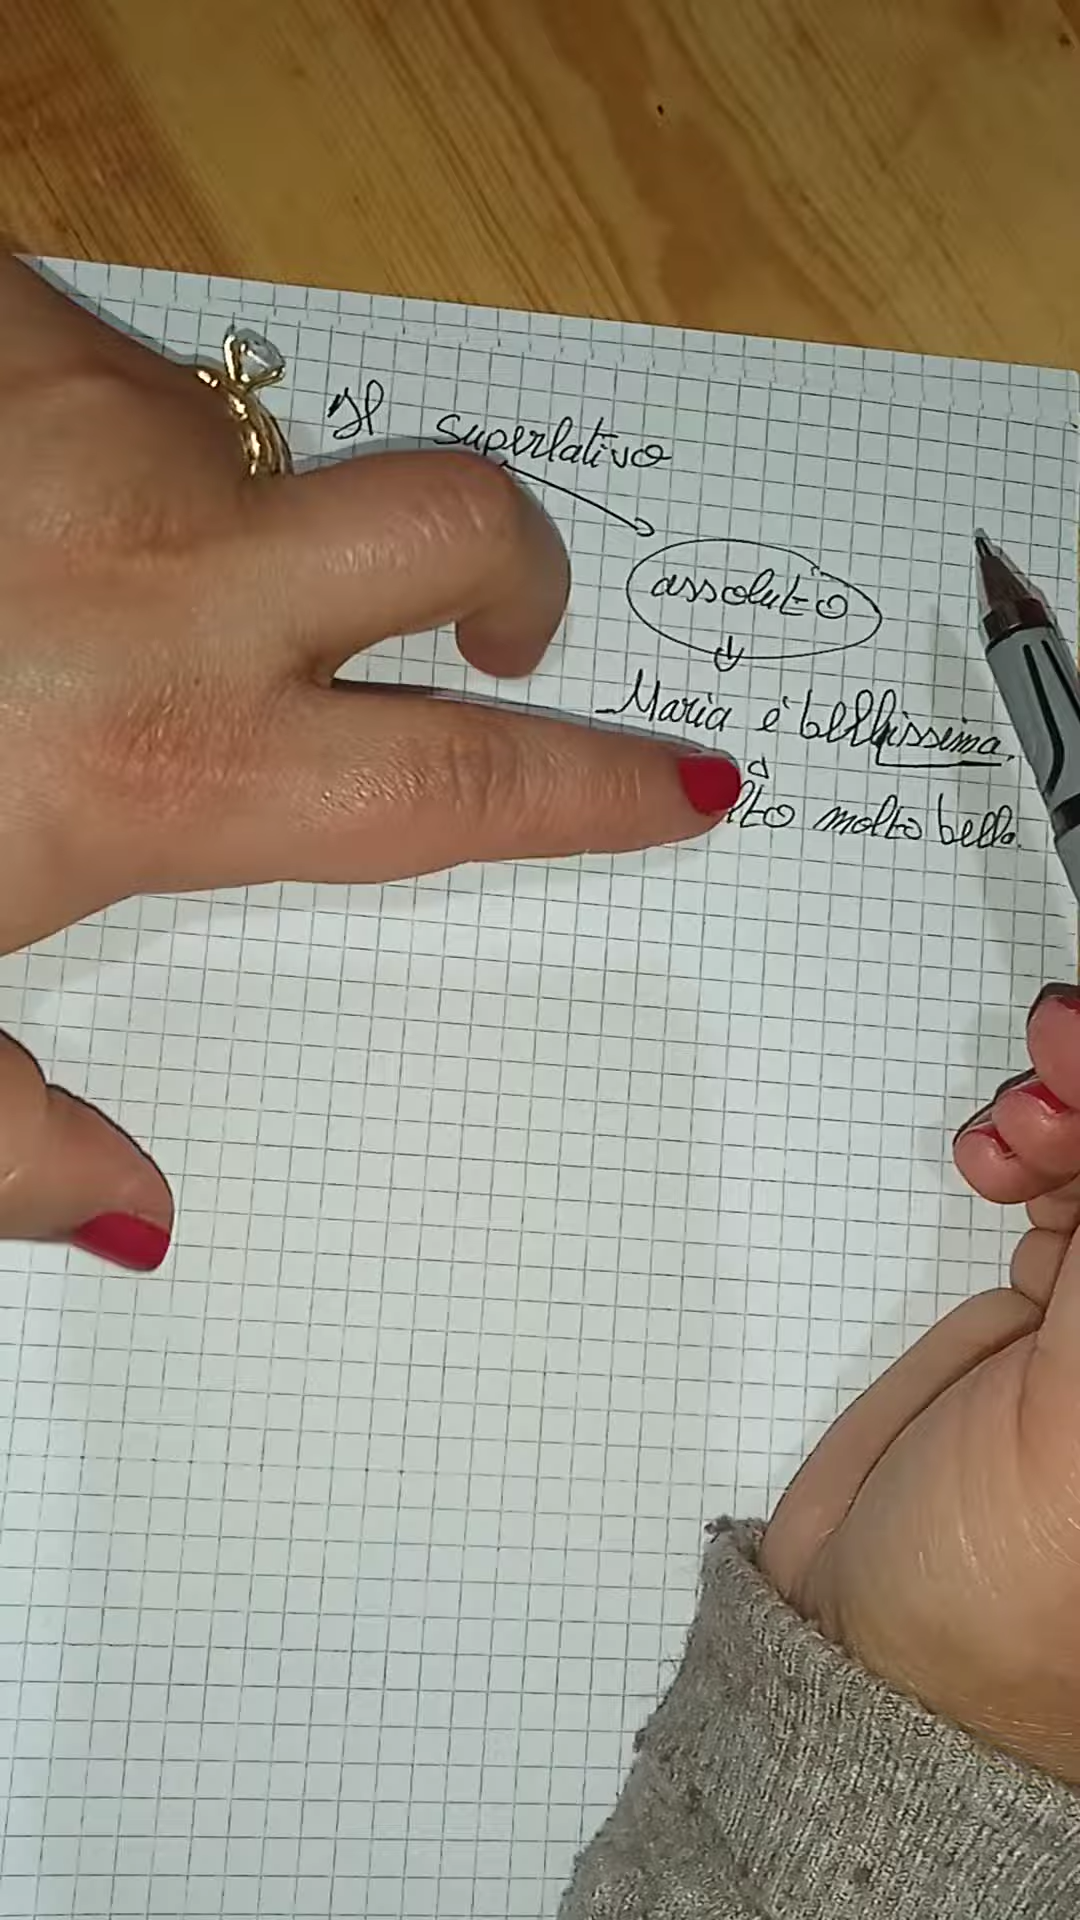 Il superlativo
assoluto
Maria è bellissima.
molto bella.